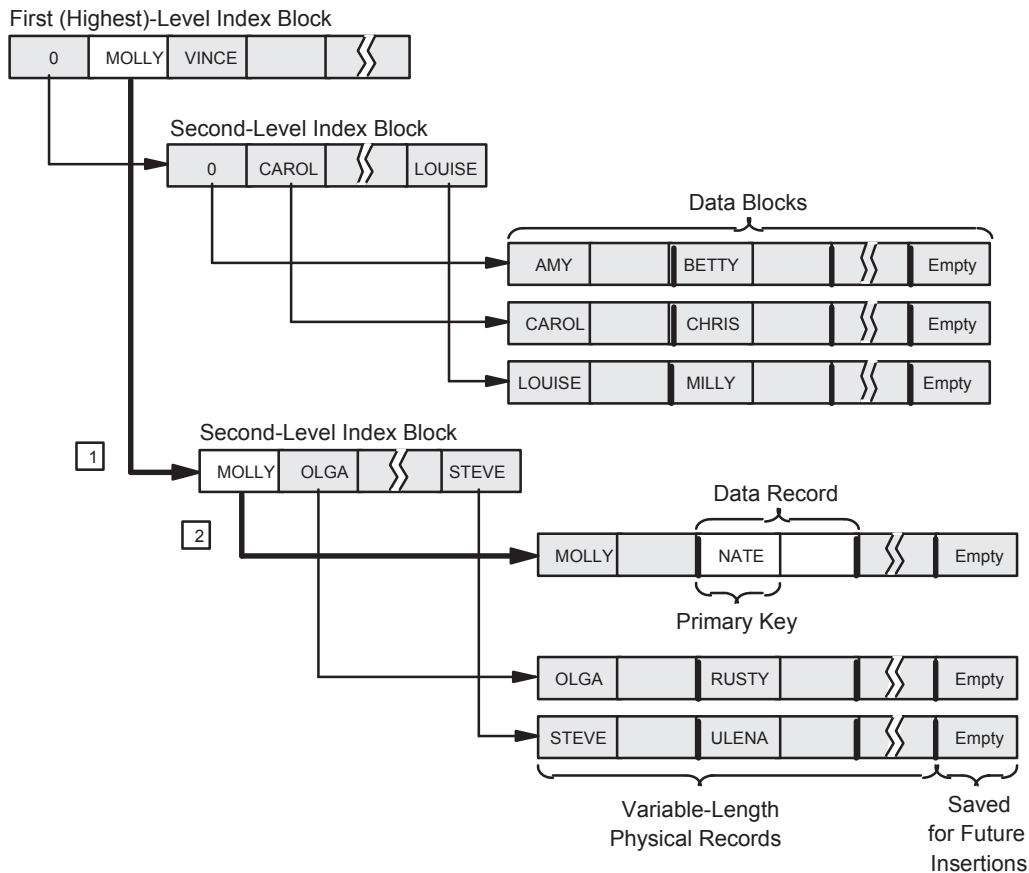 First (Highest)-Level Index Block
0 MOLLY VINCE
Second-Level Index Block
0 CAROL LOUISE
Data Blocks
AMY BETTY Empty
CAROL CHRIS Empty
LOUISE MILLY Empty
Second-Level Index Block
1
MOLLY OLGA STEVE
2
Data Record
MOLLY NATE Empty
Primary Key
OLGA RUSTY Empty
STEVE ULENA Empty
Variable-Length
Physical Records
Saved
for Future
Insertions